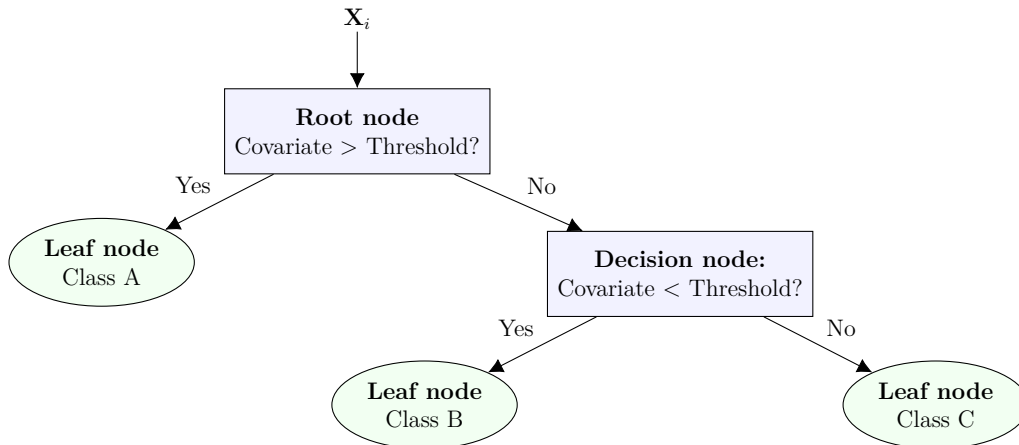 X_i
Root node
Covariate > Threshold?
Yes
No
Leaf node
Class A
Decision node:
Covariate < Threshold?
Yes
No
Leaf node
Class B
Leaf node
Class C